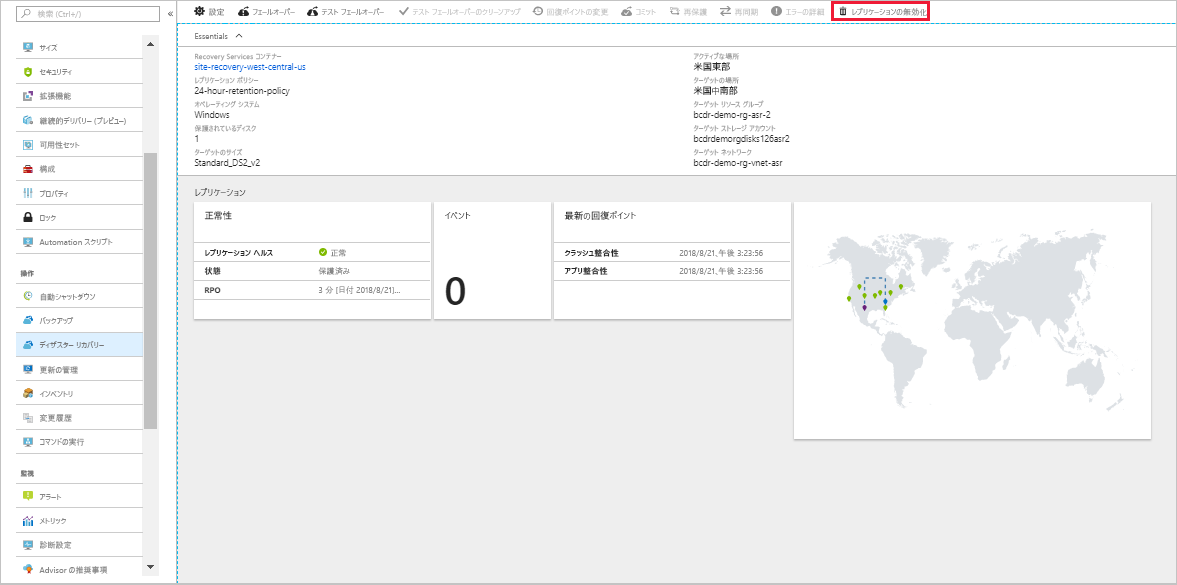 検索 (Ctrl+/)
«
サイズ
セキュリティ
拡張機能
継続的デリバリー (プレビュー)
可用性セット
構成
プロパティ
ロック
Automation スクリプト
操作
自動シャットダウン
バックアップ
ディザスター リカバリー
更新の管理
インベントリ
変更履歴
コマンドの実行
監視
アラート
メトリック
診断設定
Advisor の推奨事項
設定
フェールオーバー
テスト フェールオーバー
テスト フェールオーバーのクリーンアップ
回復ポイントの変更
コミット
再保護
再同期
エラーの詳細
レプリケーションの無効化
Essentials
Recovery Services コンテナー
site-recovery-west-central-us
レプリケーション ポリシー
24-hour-retention-policy
オペレーティング システム
Windows
保護されているディスク
1
ターゲットのサイズ
Standard_DS2_v2
アクティブな場所
米国東部
ターゲットの場所
米国中南部
ターゲット リソース グループ
bcdr-demo-rg-asr-2
ターゲット ストレージ アカウント
bcdrdemorgdisks126asr2
ターゲット ネットワーク
bcdr-demo-rg-vnet-asr
レプリケーション
正常性
レプリケーション ヘルス 正常
状態 保護済み
RPO 3 分 [日付 2018/8/21]...
イベント
0
最新の回復ポイント
クラッシュ整合性 2018/8/21、午後 3:23:56
アプリ整合性 2018/8/21、午後 3:23:56